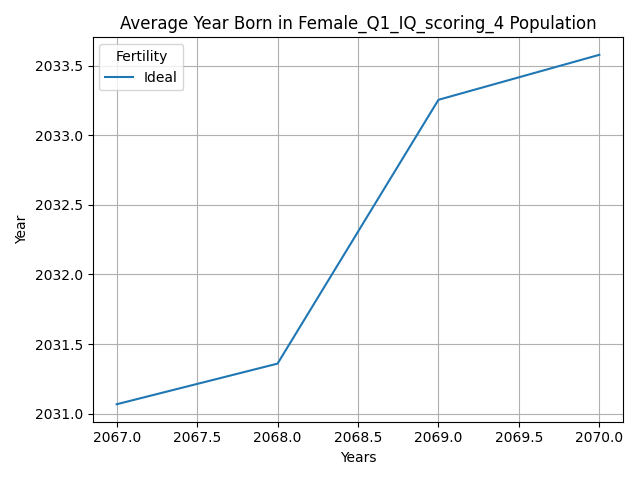 Average Year Born in Female_Q1_IQ_scoring_4 Population
Fertility
Ideal
2033.5
2033.0
2032.5
2032.0
2031.5
2031.0
Year
2067.0 2067.5 2068.0 2068.5 2069.0 2069.5 2070.0
Years